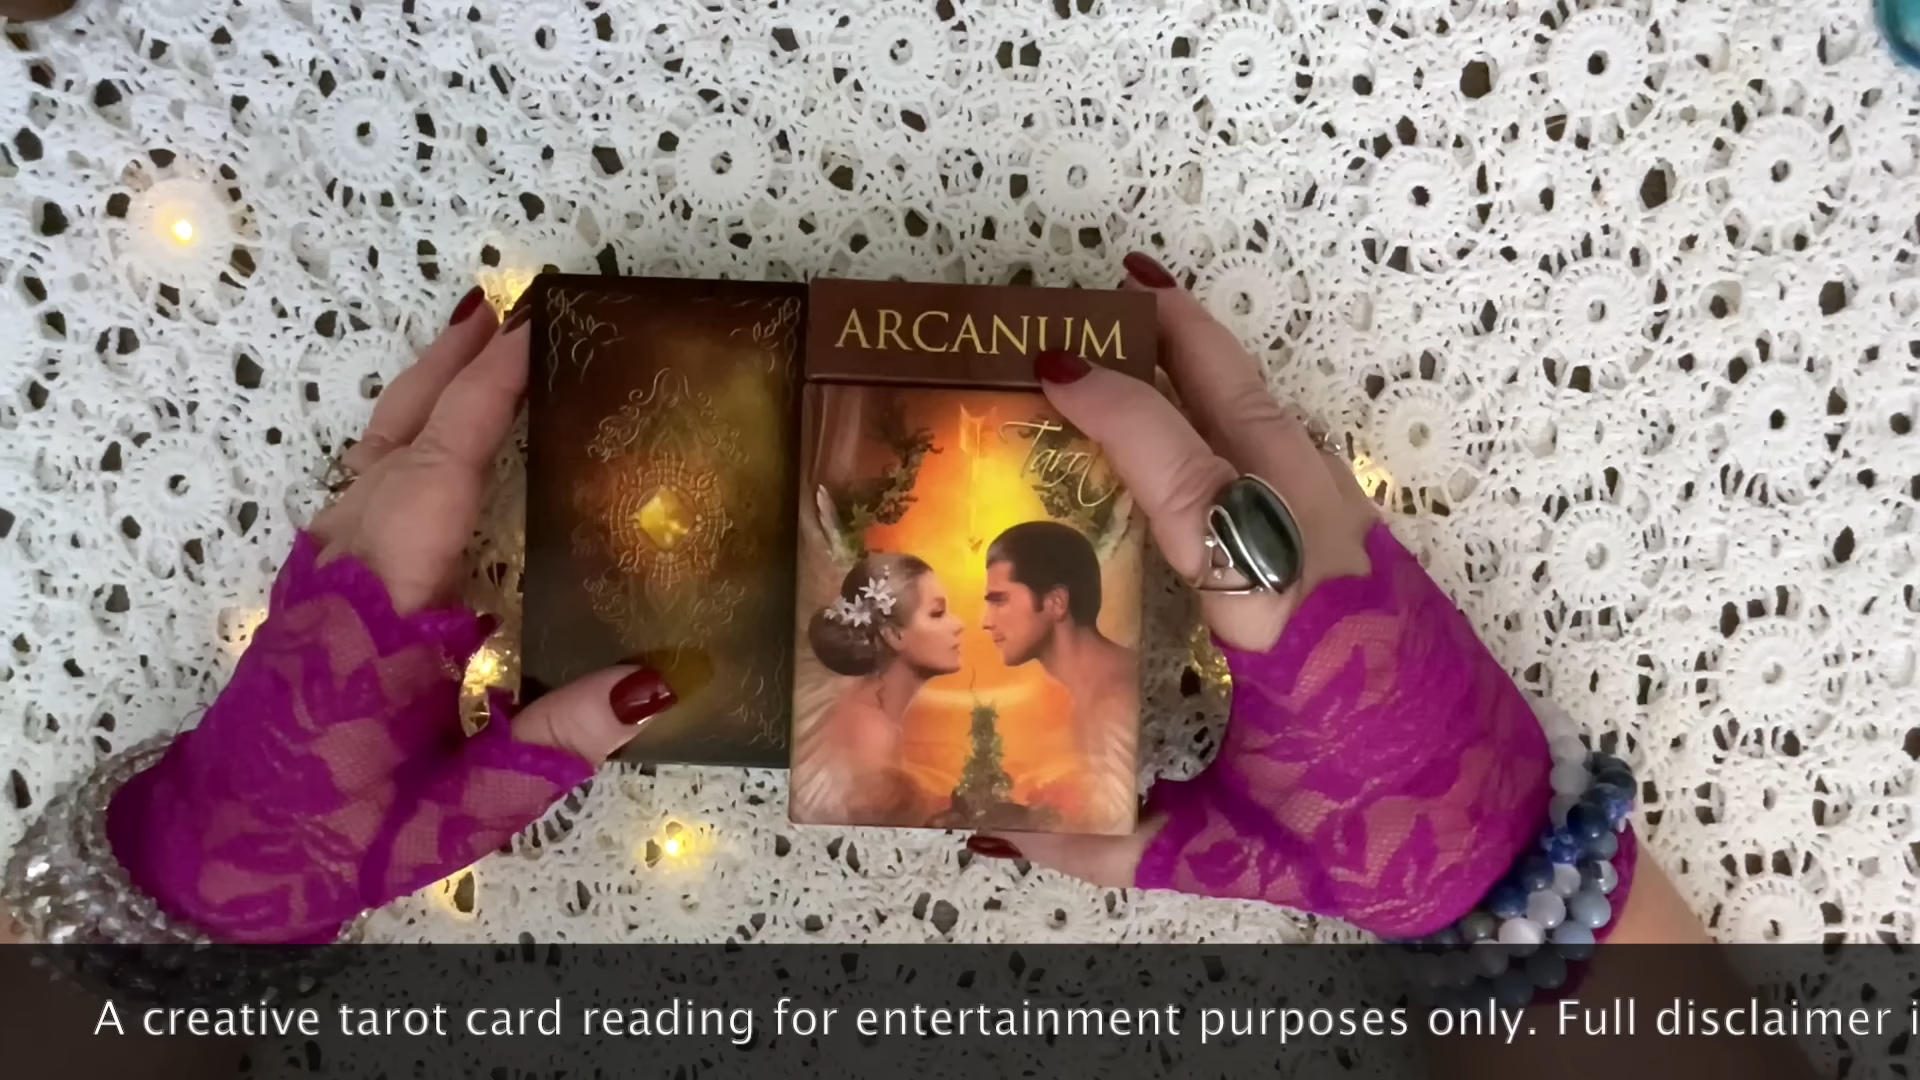 ARCANUM
Tarot
A creative tarot card reading for entertainment purposes only. Full disclaimer i